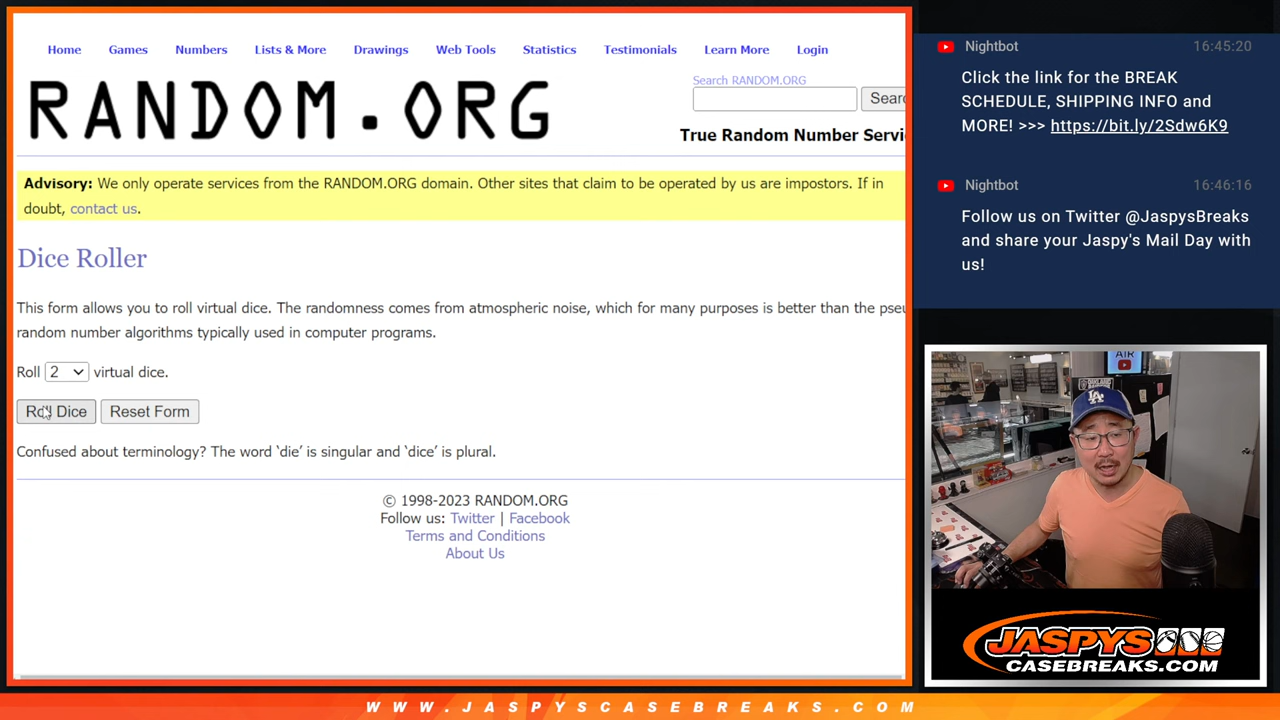 Home Games Numbers Lists & More Drawings Web Tools Statistics Testimonials Learn More Login
RANDOM.ORG
Search RANDOM.ORG
Searc
True Random Number Servi
Advisory: We only operate services from the RANDOM.ORG domain. Other sites that claim to be operated by us are impostors. If in
doubt, contact us.
Dice Roller
This form allows you to roll virtual dice. The randomness comes from atmospheric noise, which for many purposes is better than the pseu
random number algorithms typically used in computer programs.
Roll 2 virtual dice.
Roll Dice Reset Form
Confused about terminology? The word ‘die’ is singular and ‘dice’ is plural.
© 1998-2023 RANDOM.ORG
Follow us: Twitter | Facebook
Terms and Conditions
About Us
Nightbot 16:45:20
Click the link for the BREAK
SCHEDULE, SHIPPING INFO and
MORE! >>> https://bit.ly/2Sdw6K9
Nightbot 16:46:16
Follow us on Twitter @JaspysBreaks
and share your Jaspy's Mail Day with
us!
AIR
LA
JASPYS
CASEBREAKS.COM
WWW.JASPYSCASEBREAKS.COM